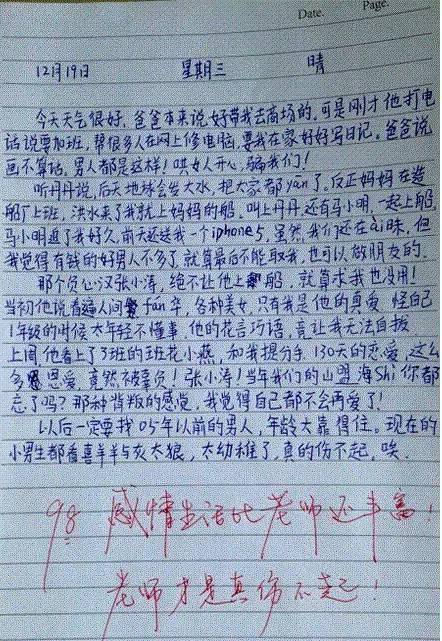 Date. Page.
12月19日 星期三 晴
今天天气很好,爸爸本来说好带我去商场的,可是刚才他打电
话说要加班,帮很多人在网上修电脑,要我在家好好写日记。爸爸说
画不算话,男人都是这样!哄女人开心,骗我们!
听丹丹说,后天地球会发大水,把大家都yān了。反正妈妈在造
船厂上班,洪水来了我就上妈妈的船,叫上丹丹,还有马小明,一起上船,
马小明追了我好久,前天还送我一个iphone5,虽然我们还在ai昧,但
我觉得有钱的好男人不多了,就算最后不能取我,也可以做朋友的。
那个负心汉张小涛,绝不让他上船,就算求我也没用!
当初他说看遍人间fán华,各种美女,只有我是他的真爱,怪自己
1年级的时候太年轻不懂事,他的花言巧语,竟让我无法自拔
上周他看上了3班的班花小燕,和我提分手,130天的恋爱,这么
多恩爱,竟然不被辜负!张小涛!当年我们的山盟海Shi你都
忘了吗?那种背叛的感觉,我觉得自己都不会再爱了!
以后一定要找05年以前的男人,年龄大靠得住。现在的
小男生都看喜羊羊与灰太狼,太幼稚了,真的伤不起,唉.
98 感情生活比老师还丰富!
老师才是真伤不起!